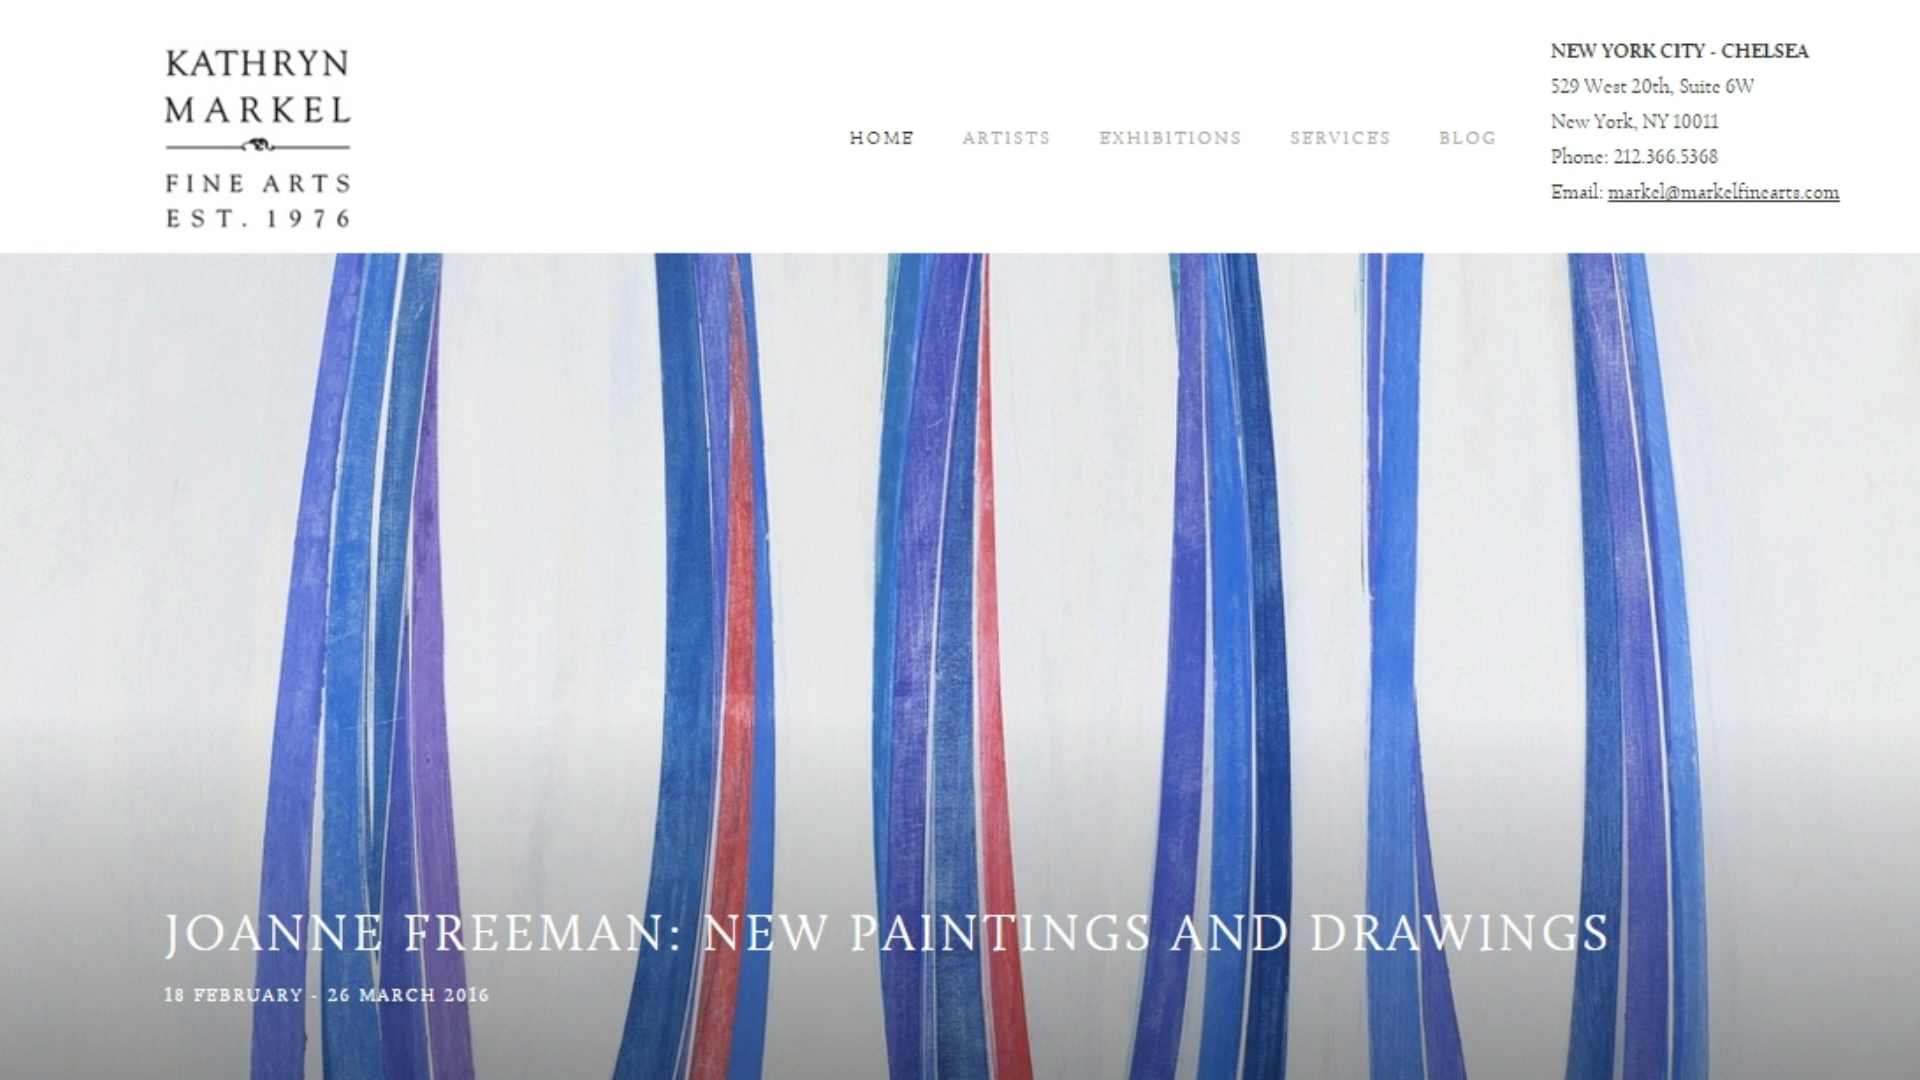 KATHRYN
MARKEL
FINE ARTS
EST. 1976
HOME ARTISTS EXHIBITIONS SERVICES BLOG
NEW YORK CITY - CHELSEA
529 West 20th, Suite 6W
New York, NY 10011
Phone: 212.366.5368
Email: markel@markelfinearts.com
JOANNE FREEMAN: NEW PAINTINGS AND DRAWINGS
18 FEBRUARY - 26 MARCH 2016